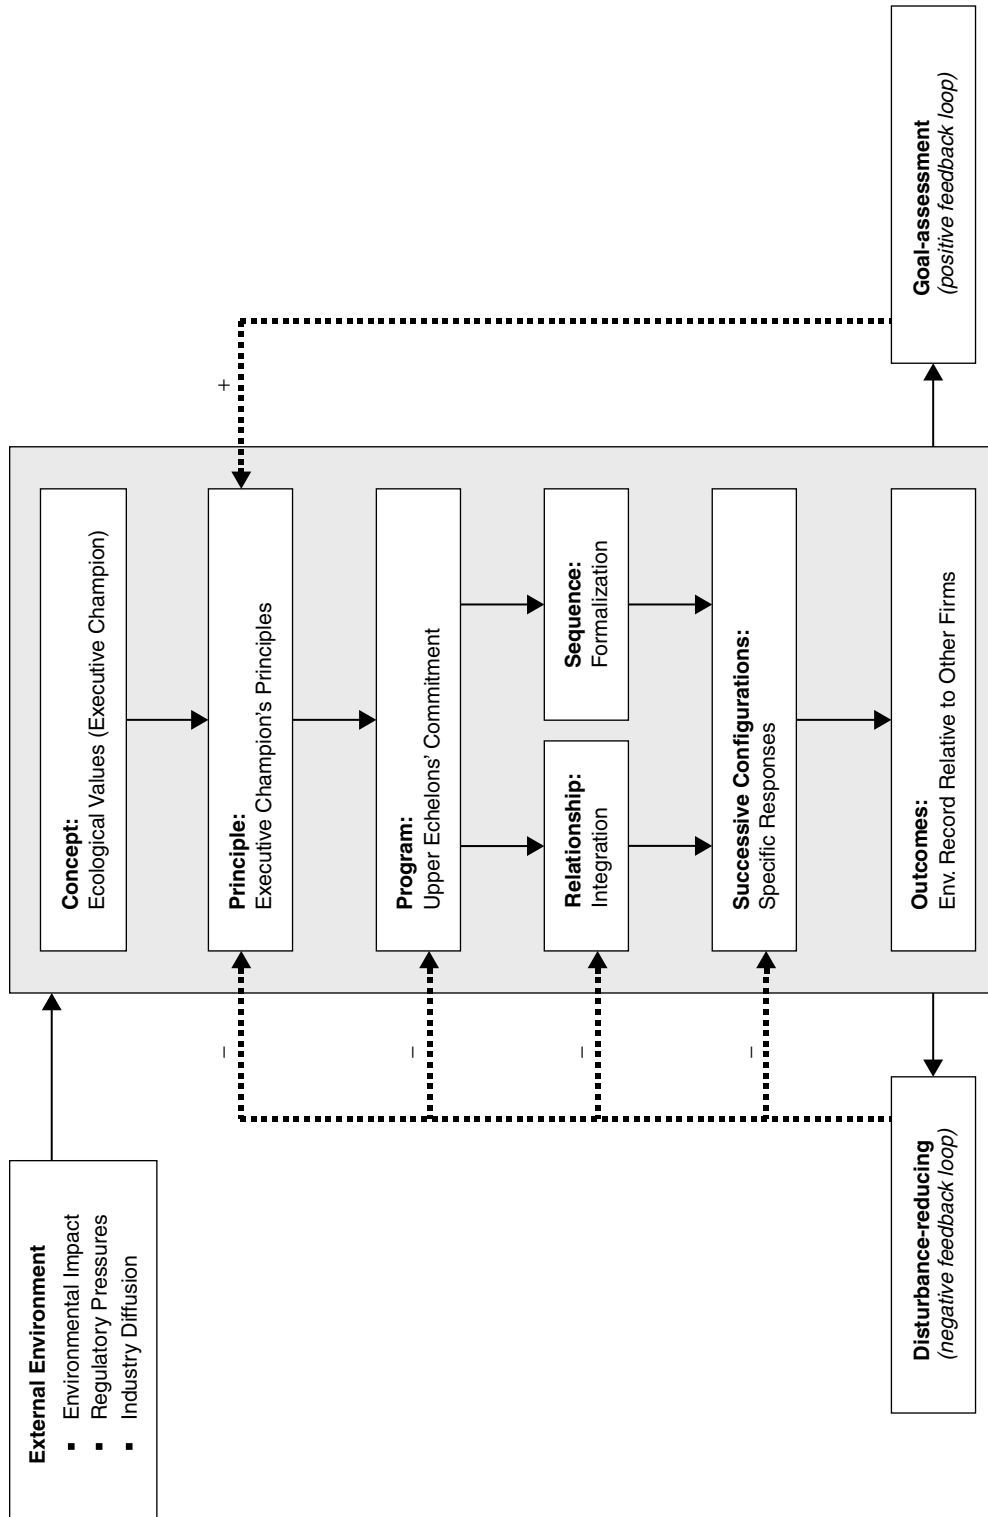 External Environment
▪ Environmental Impact
▪ Regulatory Pressures
▪ Industry Diffusion
Concept:
Ecological Values (Executive Champion)
Principle:
Executive Champion's Principles
Program:
Upper Echelons' Commitment
Relationship:
Integration
Sequence:
Formalization
Successive Configurations:
Specific Responses
Outcomes:
Env. Record Relative to Other Firms
Disturbance-reducing
(negative feedback loop)
Goal-assessment
(positive feedback loop)
–
–
–
–
+